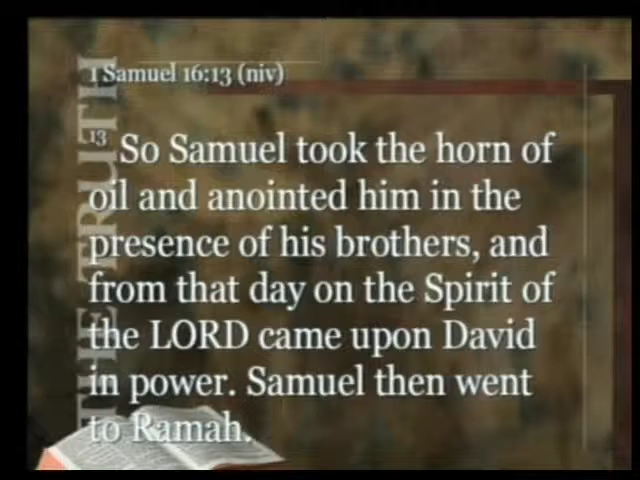 1 Samuel 16:13 (niv)
13 So Samuel took the horn of
oil and anointed him in the
presence of his brothers, and
from that day on the Spirit of
the LORD came upon David
in power. Samuel then went
to Ramah.
THE TRUTH